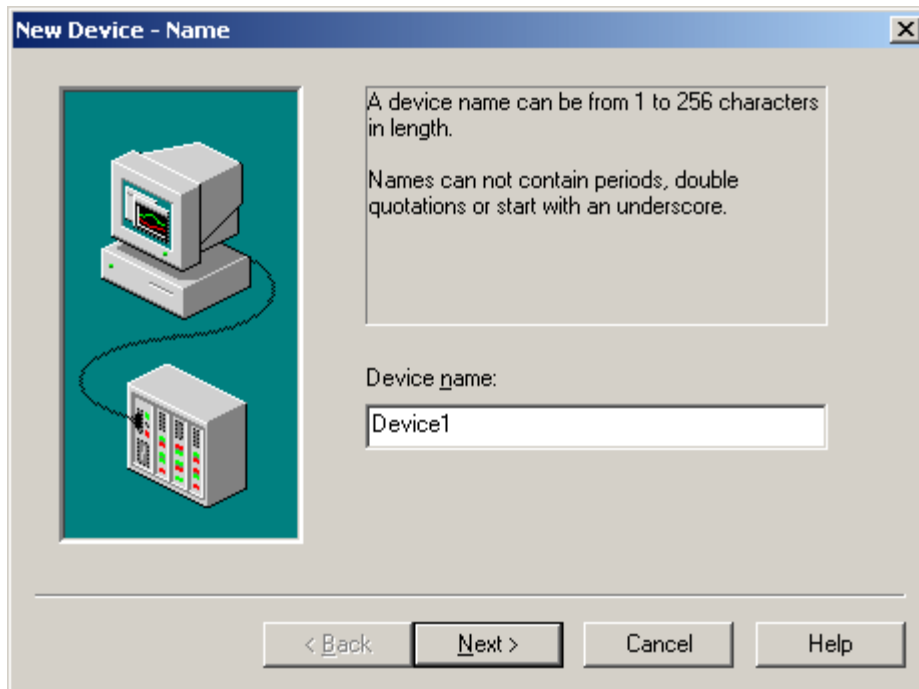 New Device - Name
A device name can be from 1 to 256 characters
in length.
Names can not contain periods, double
quotations or start with an underscore.
Device name:
Device1
< Back
Next >
Cancel
Help